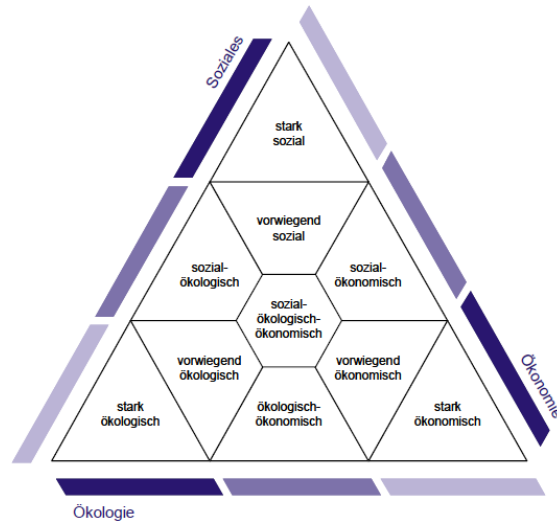 Soziales
stark
sozial
vorwiegend
sozial
sozial-
ökologisch
sozial-
ökonomisch
sozial-
ökologisch-
ökonomisch
vorwiegend
ökologisch
vorwiegend
ökonomisch
stark
ökologisch
ökologisch-
ökonomisch
stark
ökonomisch
Ökonomie
Ökologie